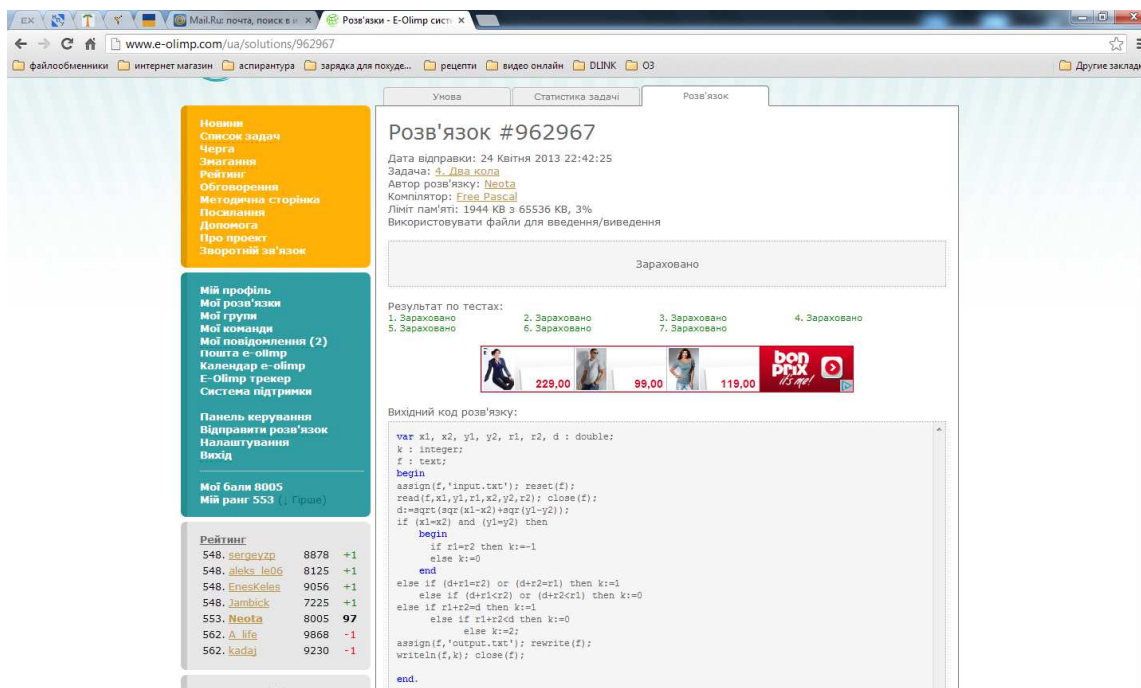 EX
Mail.Ru: почта, поиск в и
Розв'язки - E-Olimp сист
www.e-olimp.com/ua/solutions/962967
файлообменники интернет магазин аспирантура зарядка для похуде... рецепти видео онлайн DLINK ОЗ Другие заклад
Умова Статистика задачі Розв'язок
Новини
Список задач
Черга
Змагання
Рейтинг
Обговорення
Методична сторінка
Посилання
Допомога
Про проект
Зворотній зв'язок
Мій профіль
Мої розв'язки
Мої групи
Мої команди
Мої повідомлення (2)
Пошта e-olimp
Календар e-olimp
E-Olimp трекер
Система підтримки
Панель керування
Відправити розв'язок
Налаштування
Вихід
Мої бали 8005
Мій ранг 553 (↓ Гірше)
Рейтинг
548. sergeyzp 8878 +1
548. aleks_le06 8125 +1
548. EnesKeles 9056 +1
548. Jambick 7225 +1
553. Neota 8005 97
562. A_life 9868 -1
562. kadaj 9230 -1
Розв'язок #962967
Дата відправки: 24 Квітня 2013 22:42:25
Задача: 4. Два кола
Автор розв'язку: Neota
Компілятор: Free Pascal
Ліміт пам'яті: 1944 KB з 65536 KB, 3%
Використовувати файли для введення/виведення
Зараховано
Результат по тестах:
1. Зараховано 2. Зараховано 3. Зараховано 4. Зараховано
5. Зараховано 6. Зараховано 7. Зараховано
229,00 99,00 119,00
bon
prix
it's me!
Вихідний код розв'язку:
var x1, x2, y1, y2, r1, r2, d : double;
k : integer;
f : text;
begin
assign(f,'input.txt'); reset(f);
read(f,x1,y1,r1,x2,y2,r2); close(f);
d:=sqrt(sqr(x1-x2)+sqr(y1-y2));
if (x1=x2) and (y1=y2) then
begin
if r1=r2 then k:=-1
else k:=0
end
else if (d+r1=r2) or (d+r2=r1) then k:=1
else if (d+r1<r2) or (d+r2<r1) then k:=0
else if r1+r2=d then k:=1
else if r1+r2<d then k:=0
else k:=2;
assign(f,'output.txt'); rewrite(f);
writeln(f,k); close(f);
end.